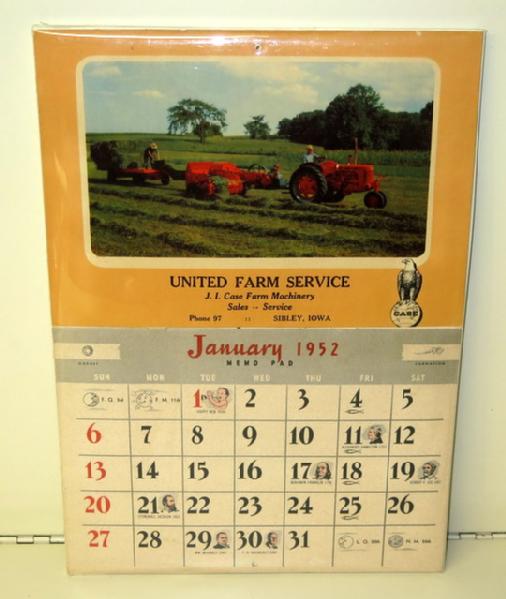 UNITED FARM SERVICE
J. I. Case Farm Machinery
Sales - Service
Phone 97 :: SIBLEY, IOWA
CASE
January 1952
MEMO PAD
GARNET
CARNATION
SUN MON TUE WED THU FRI SAT
F.Q. F.M. 1 2 3 4 5
6 7 8 9 10 11 12
13 14 15 16 17 18 19
20 21 22 23 24 25 26
27 28 29 30 31 L.Q. N.M.